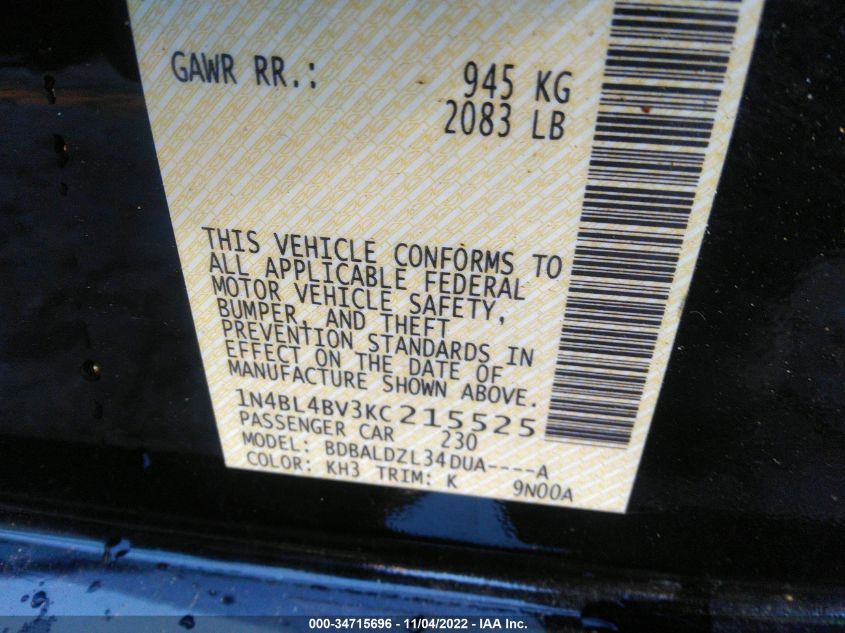 GAWR RR.: 945 KG
2083 LB
THIS VEHICLE CONFORMS TO
ALL APPLICABLE FEDERAL
MOTOR VEHICLE SAFETY,
BUMPER, AND THEFT
PREVENTION STANDARDS IN
EFFECT ON THE DATE OF
MANUFACTURE SHOWN ABOVE.
1N4BL4BV3KC215525
PASSENGER CAR 230
MODEL: BDBALDZL34DUA----A
COLOR: KH3 TRIM: K 9N00A
000-34715696 - 11/04/2022 - IAA Inc.